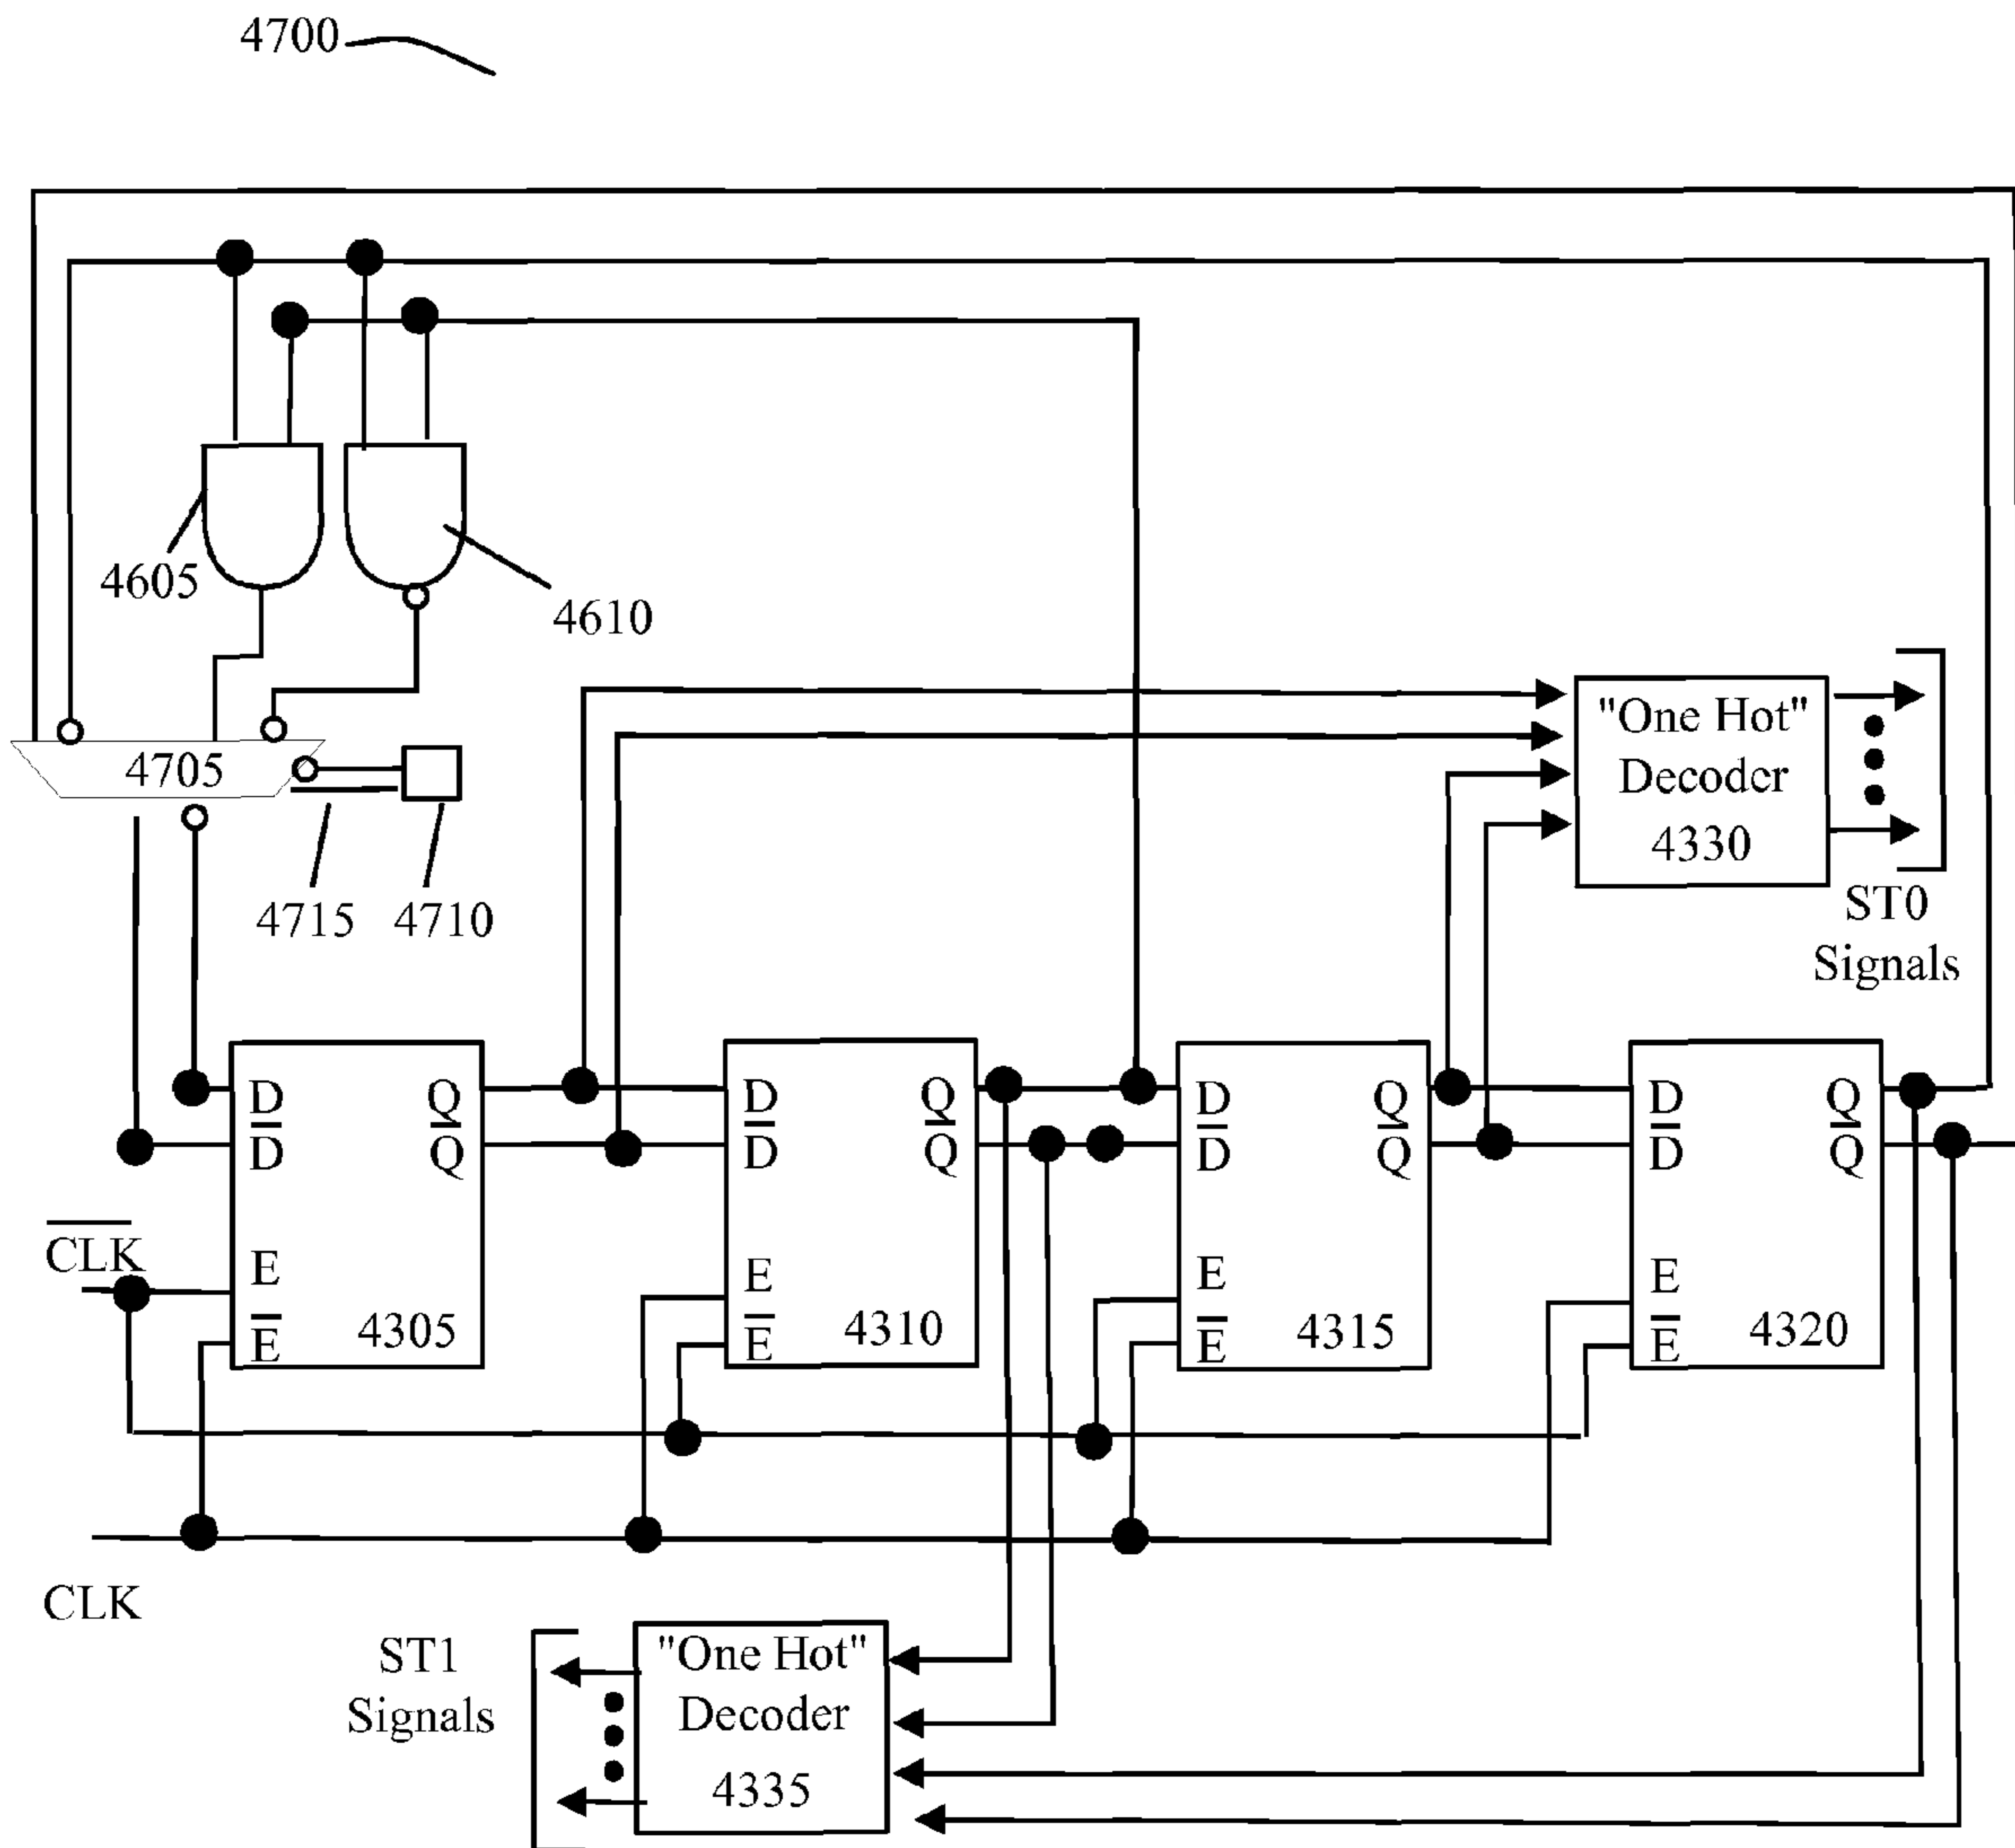 4700
4605
4610
4705
4715
4710
"One Hot"
Decoder
4330
ST0
Signals
D
D̅
Q
Q̅
E
E̅
4305
D
D̅
Q
Q̅
E
E̅
4310
D
D̅
Q
Q̅
E
E̅
4315
D
D̅
Q
Q̅
E
E̅
4320
C̅L̅K̅
CLK
ST1
Signals
"One Hot"
Decoder
4335